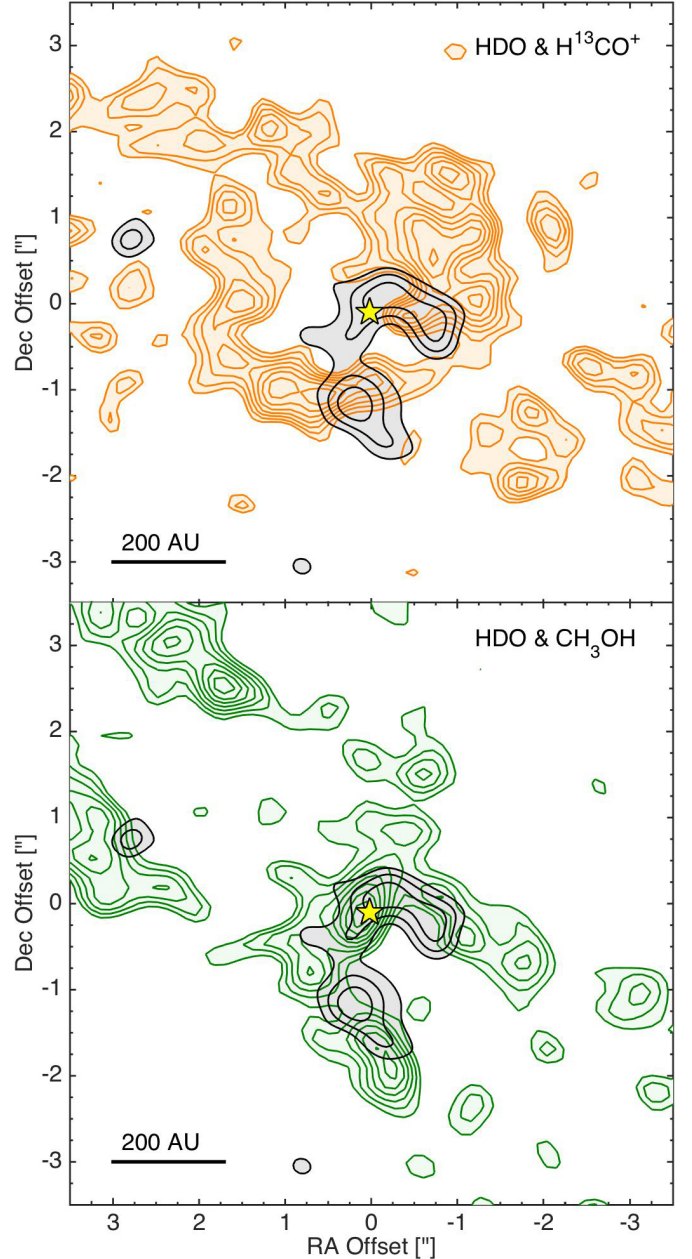 HDO & H¹³CO⁺
3
2
1
0
-1
-2
-3
Dec Offset ["]
200 AU
HDO & CH₃OH
3
2
1
0
-1
-2
-3
Dec Offset ["]
200 AU
3 2 1 0 -1 -2 -3
RA Offset ["]